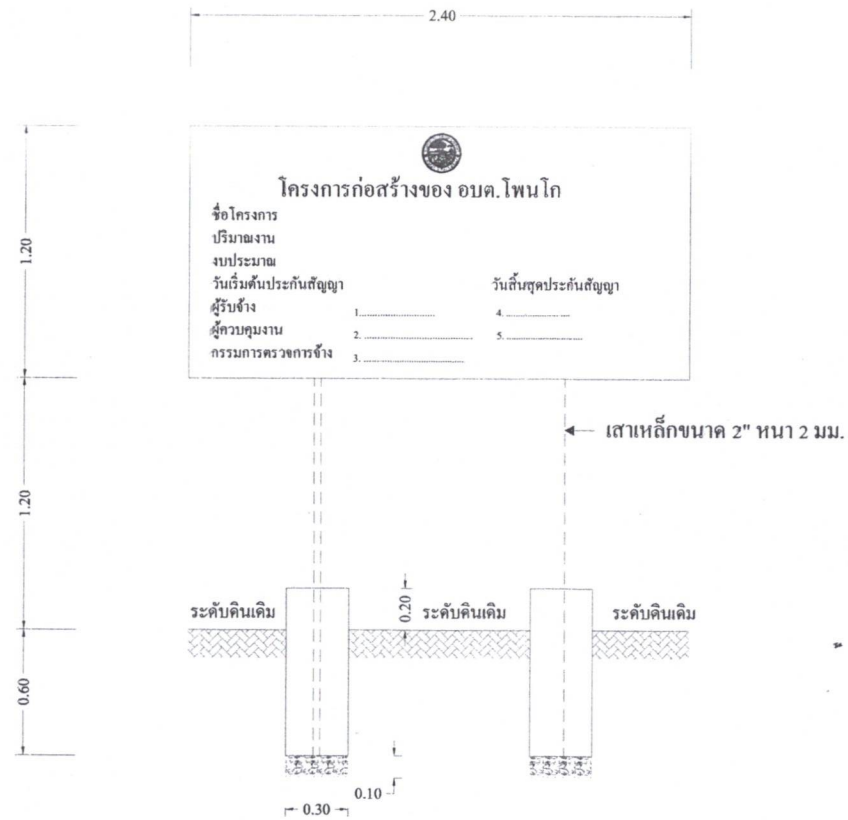 2.40
1.20
โครงการก่อสร้างของ อบต.โพนโก
ชื่อโครงการ
ปริมาณงาน
งบประมาณ
วันเริ่มต้นประกันสัญญา วันสิ้นสุดประกันสัญญา
ผู้รับจ้าง 1........................ 4. .....................
ผู้ควบคุมงาน 2. .................................. 5. ........................
กรรมการตรวจการจ้าง 3. ................................
เสาเหล็กขนาด 2" หนา 2 มม.
1.20
0.20
ระดับดินเดิม ระดับดินเดิม ระดับดินเดิม
0.60
0.10
0.30